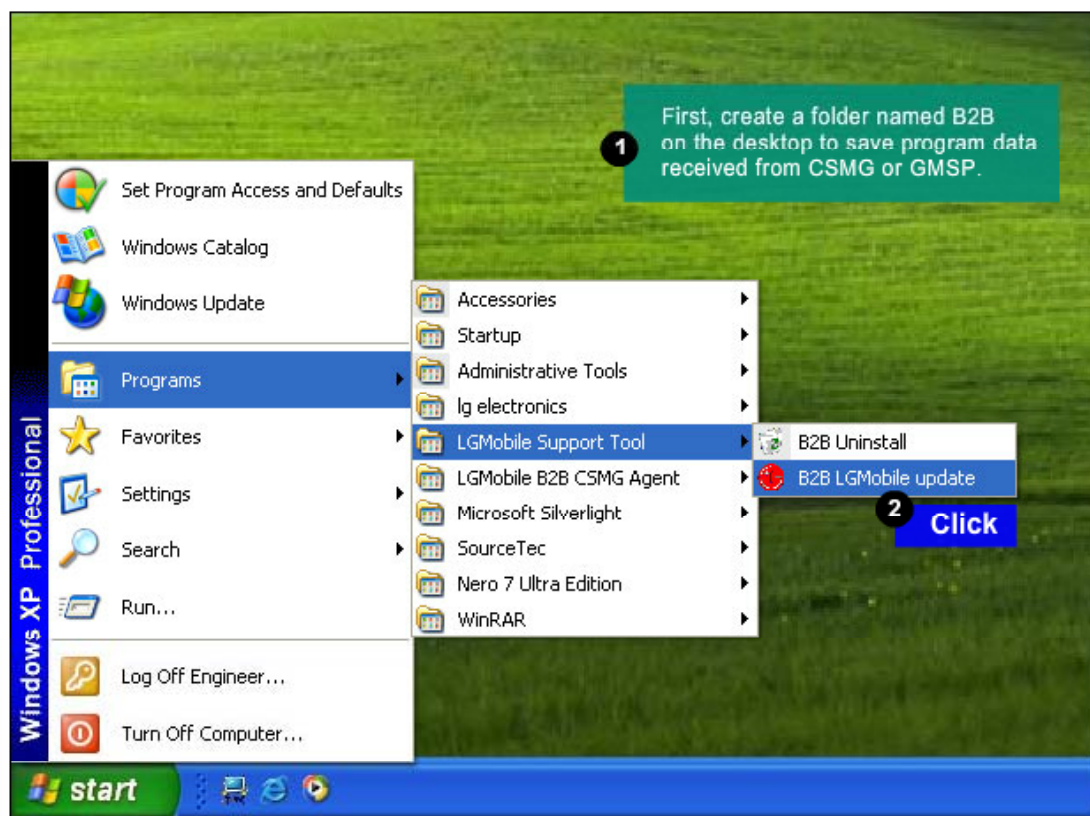 First, create a folder named B2B
1
on the desktop to save program data
received from CSMG or GMSP.
Set Program Access and Defaults
Windows Catalog
Windows Update
Programs
Favorites
Settings
Search
Run...
Log Off Engineer...
Turn Off Computer...
Windows XP Professional
Accessories
Startup
Administrative Tools
lg electronics
LGMobile Support Tool
LGMobile B2B CSMG Agent
Microsoft Silverlight
SourceTec
Nero 7 Ultra Edition
WinRAR
B2B Uninstall
B2B LGMobile update
2
Click
start